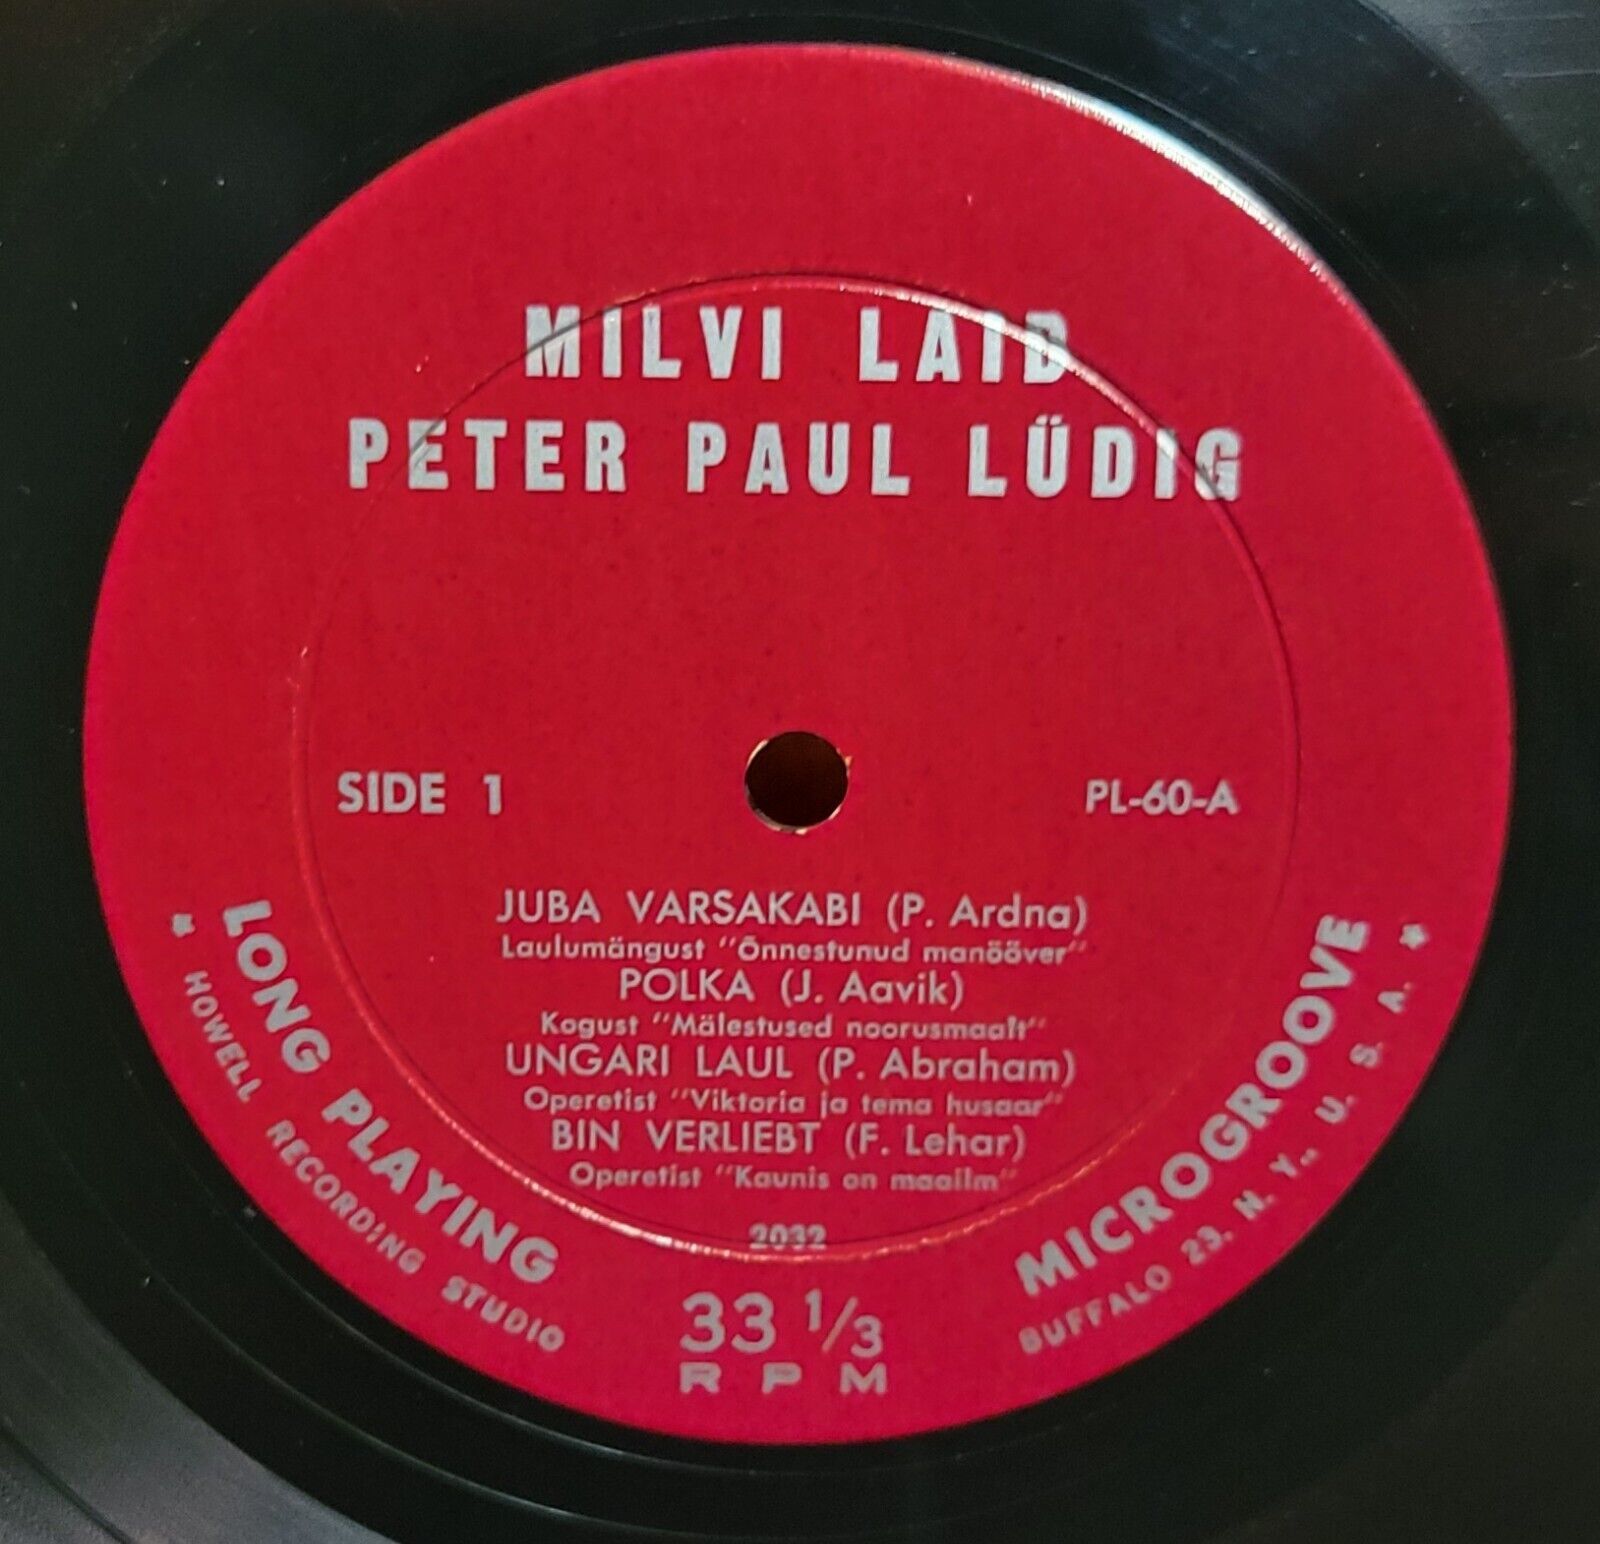 MILVI LAID
PETER PAUL LÜDIG
SIDE 1
PL-60-A
JUBA VARSAKABI (P. Ardna)
Laulumängust "Õnnestunud manööver"
POLKA (J. Aavik)
Kogust "Mälestused noorusmaalt"
UNGARI LAUL (P. Abraham)
Operetist "Viktoria ja tema husaar"
BIN VERLIEBT (F. Lehar)
Operetist "Kaunis on maailm"
2032
33 1/3
RPM
LONG PLAYING
MICROGROOVE
★ HOWELL RECORDING STUDIO
BUFFALO 23, N. Y., U. S. A. ★